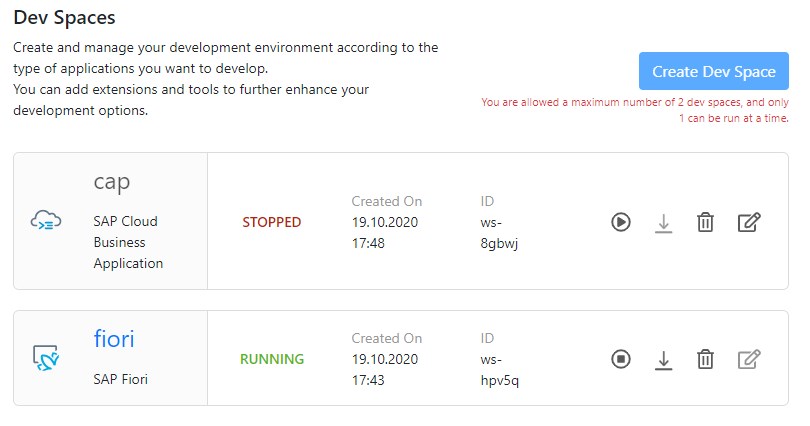 Dev Spaces
Create and manage your development environment according to the
type of applications you want to develop.
You can add extensions and tools to further enhance your
development options.
Create Dev Space
You are allowed a maximum number of 2 dev spaces, and only
1 can be run at a time.
cap
SAP Cloud
Business
Application
STOPPED
Created On
19.10.2020
17:48
ID
ws-
8gbwj
fiori
SAP Fiori
RUNNING
Created On
19.10.2020
17:43
ID
ws-
hpv5q